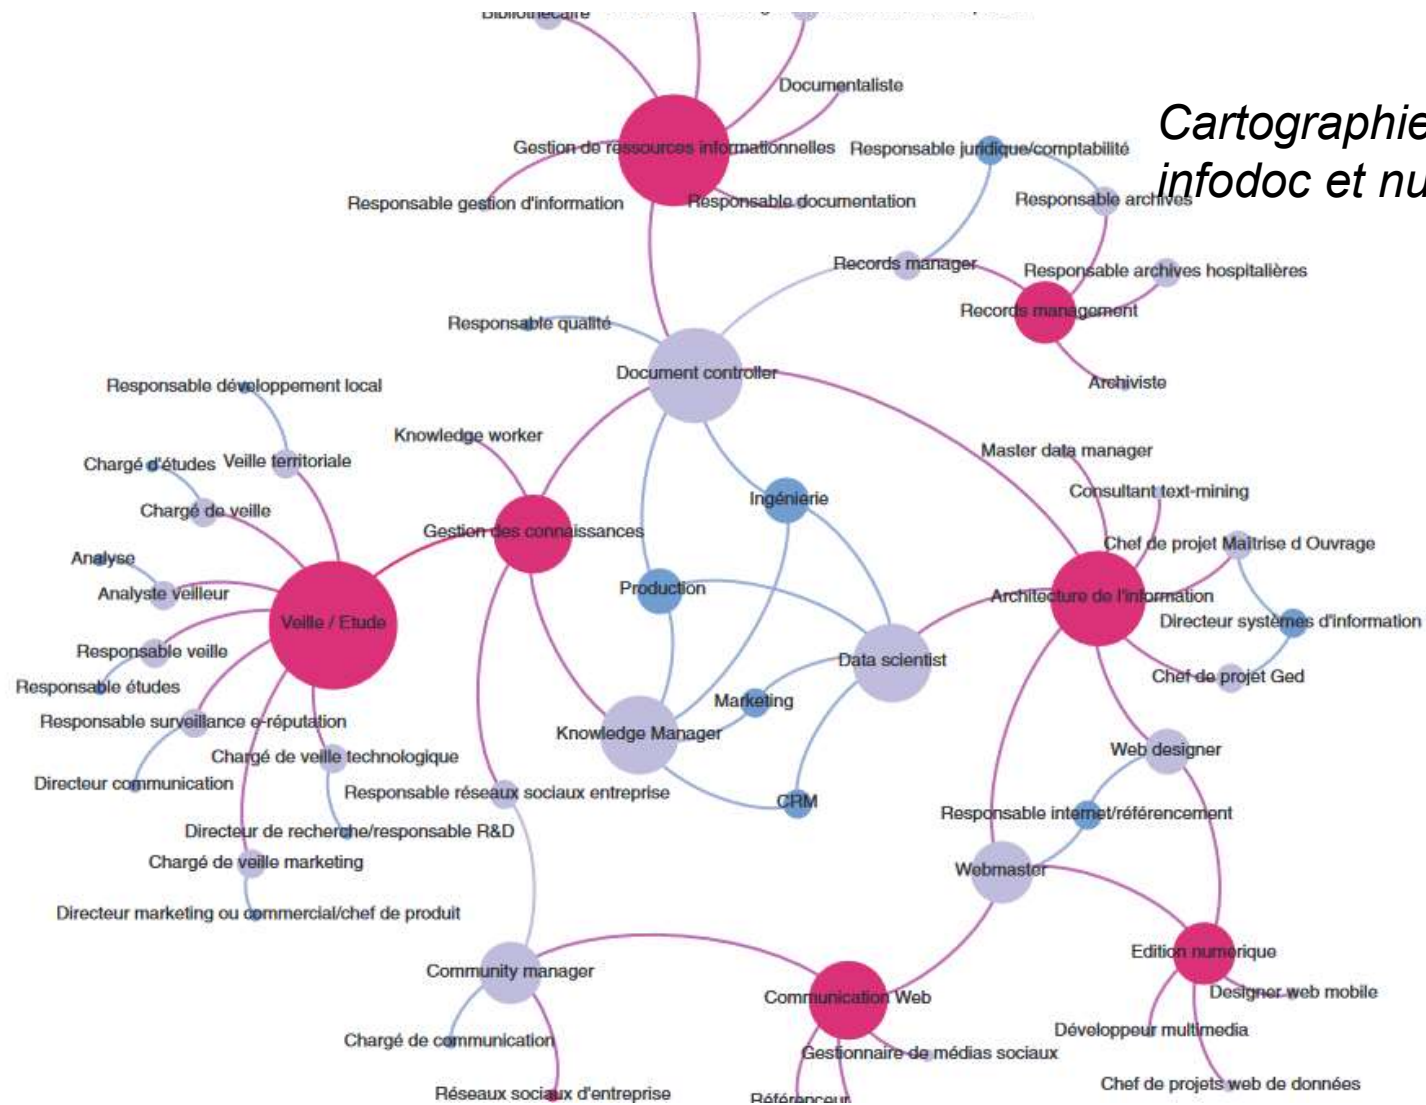 Bibliothécaire
Documentaliste
Cartographie
infodoc et nu
Gestion de ressources informationnelles
Responsable juridique/comptabilité
Responsable gestion d'information
Responsable documentation
Responsable archives
Records manager
Responsable archives hospitalières
Records management
Responsable qualité
Document controller
Archiviste
Responsable développement local
Knowledge worker
Master data manager
Chargé d'études
Veille territoriale
Consultant text-mining
Ingénierie
Chargé de veille
Gestion des connaissances
Chef de projet Maîtrise d Ouvrage
Analyse
Production
Analyste veilleur
Architecture de l'information
Veille / Etude
Directeur systèmes d'information
Responsable veille
Data scientist
Chef de projet Ged
Responsable études
Marketing
Responsable surveillance e-réputation
Knowledge Manager
Web designer
Chargé de veille technologique
Directeur communication
Responsable réseaux sociaux entreprise
CRM
Responsable internet/référencement
Directeur de recherche/responsable R&D
Chargé de veille marketing
Webmaster
Directeur marketing ou commercial/chef de produit
Edition numérique
Community manager
Designer web mobile
Communication Web
Développeur multimedia
Chargé de communication
Gestionnaire de médias sociaux
Chef de projets web de données
Réseaux sociaux d'entreprise
Référenceur